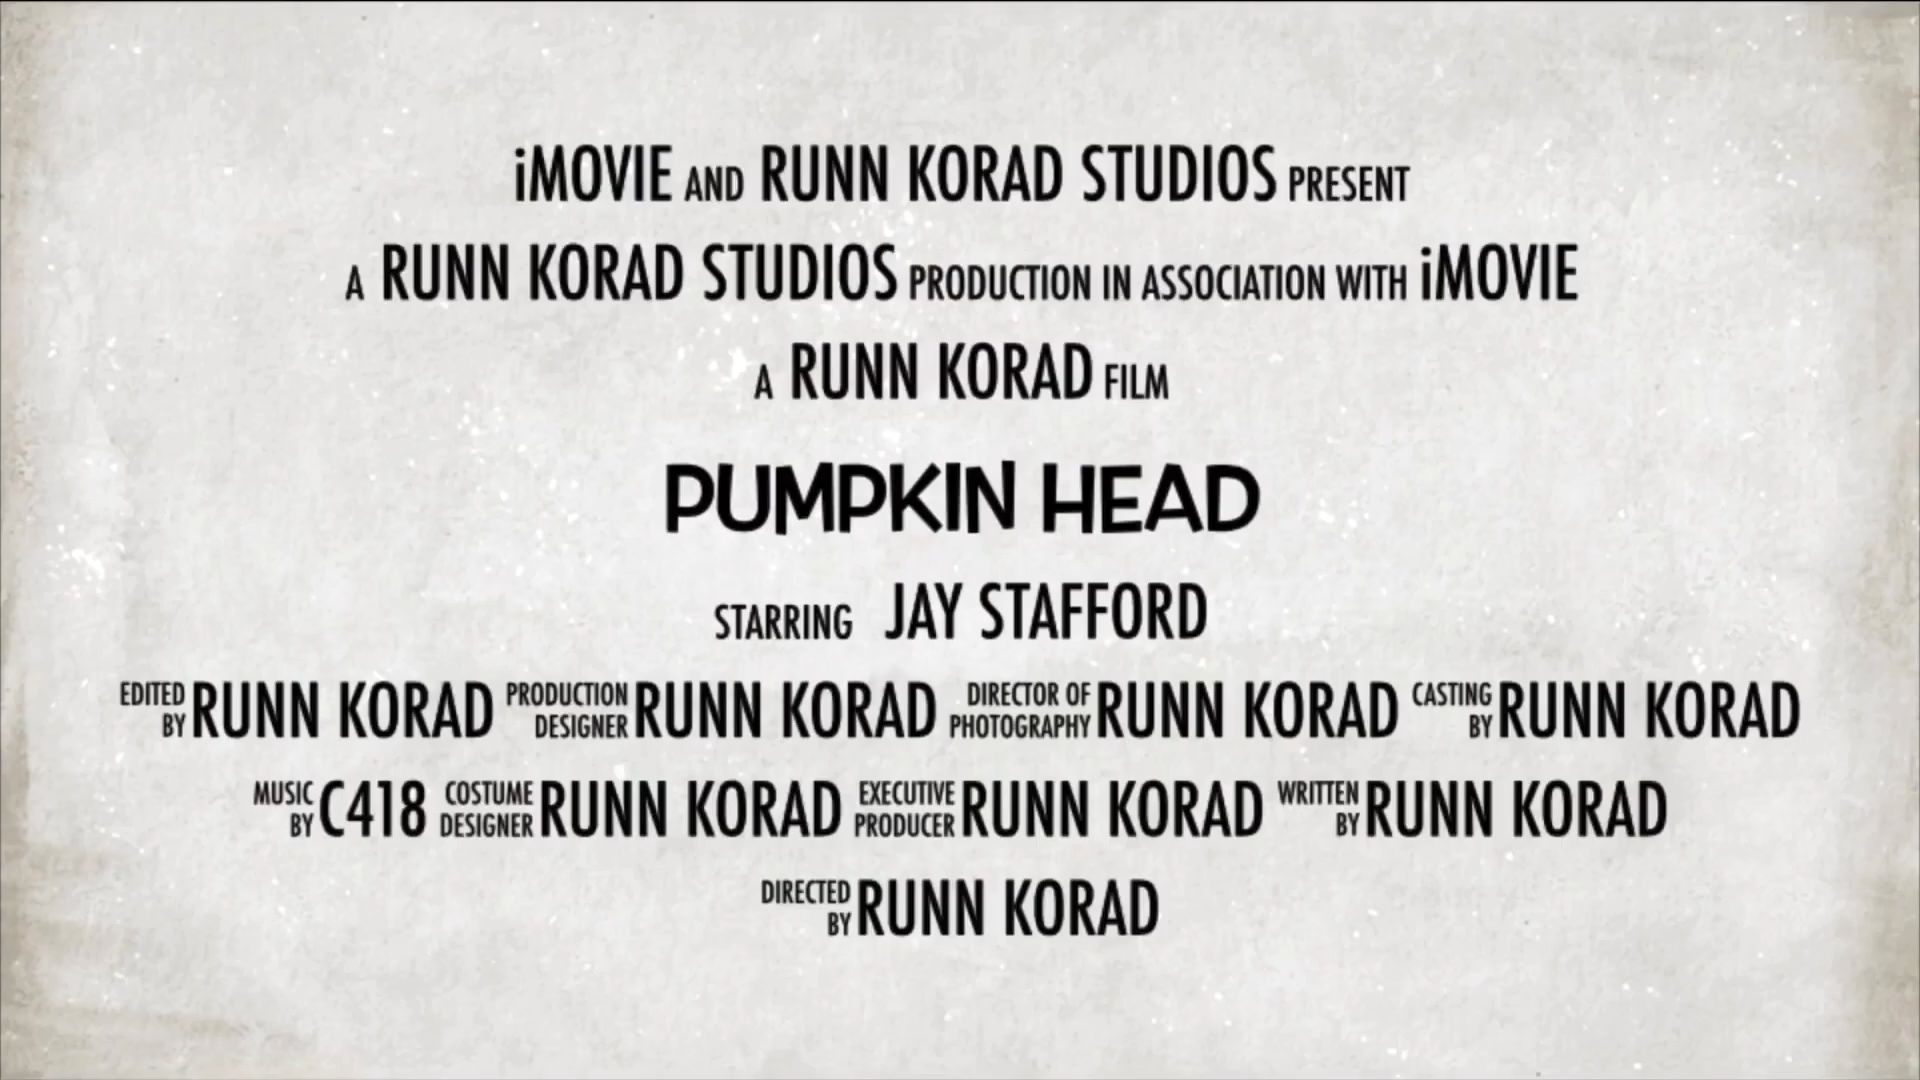 iMOVIE AND RUNN KORAD STUDIOS PRESENT
A RUNN KORAD STUDIOS PRODUCTION IN ASSOCIATION WITH iMOVIE
A RUNN KORAD FILM
PUMPKIN HEAD
STARRING JAY STAFFORD
EDITED BY RUNN KORAD PRODUCTION DESIGNER RUNN KORAD DIRECTOR OF PHOTOGRAPHY RUNN KORAD CASTING BY RUNN KORAD
MUSIC BY C418 COSTUME DESIGNER RUNN KORAD EXECUTIVE PRODUCER RUNN KORAD WRITTEN BY RUNN KORAD
DIRECTED BY RUNN KORAD